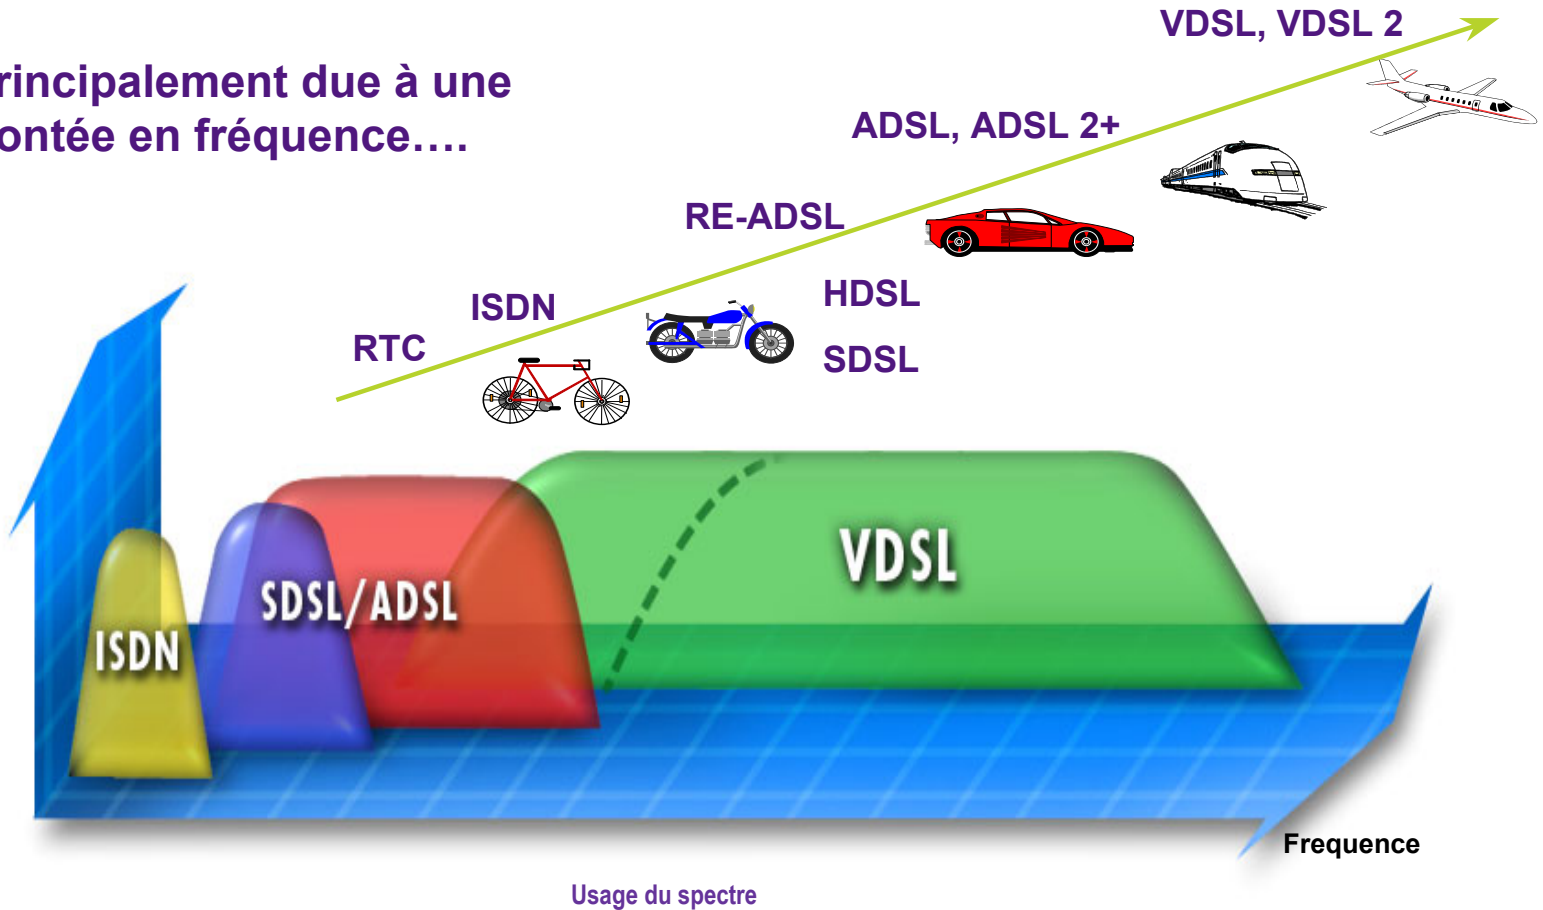 VDSL, VDSL 2
rincipalement due à une
ontée en fréquence....
ADSL, ADSL 2+
RE-ADSL
ISDN
HDSL
RTC
SDSL
VDSL
SDSL/ADSL
ISDN
Frequence
Usage du spectre